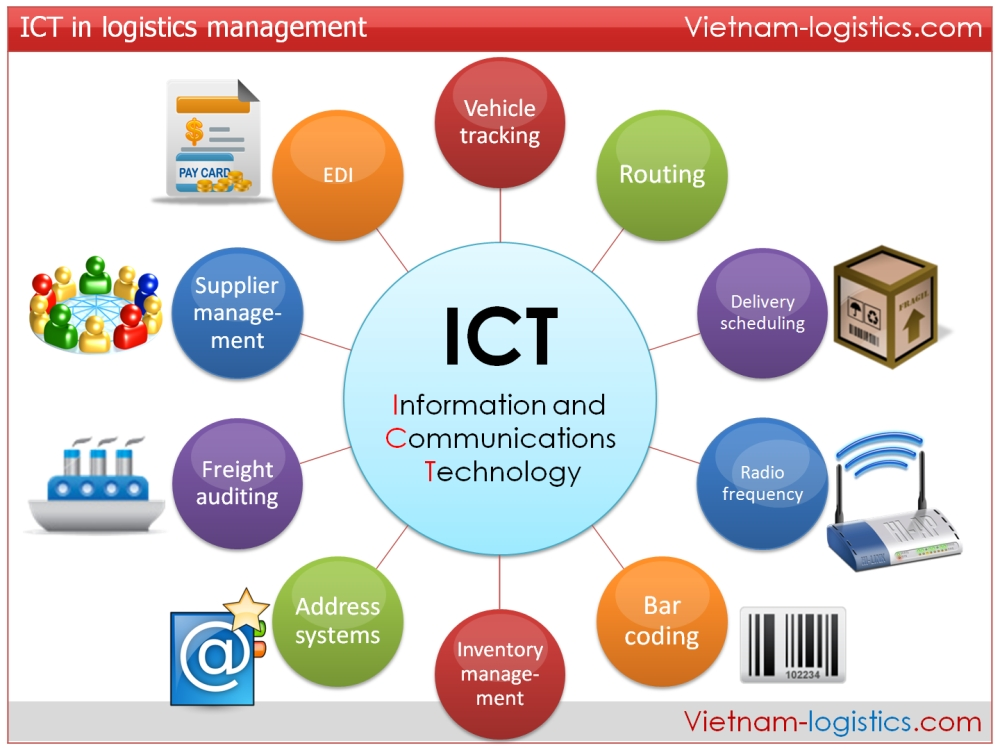 ICT in logistics management
Vietnam-logistics.com
Vehicle
tracking
Routing
Delivery
scheduling
FRAGIL
Radio
frequency
Bar
coding
102234
Inventory
manage-
ment
Address
systems
@
Freight
auditing
Supplier
manage-
ment
EDI
$
PAY CARD
ICT
Information and
Communications
Technology
Vietnam-logistics.com